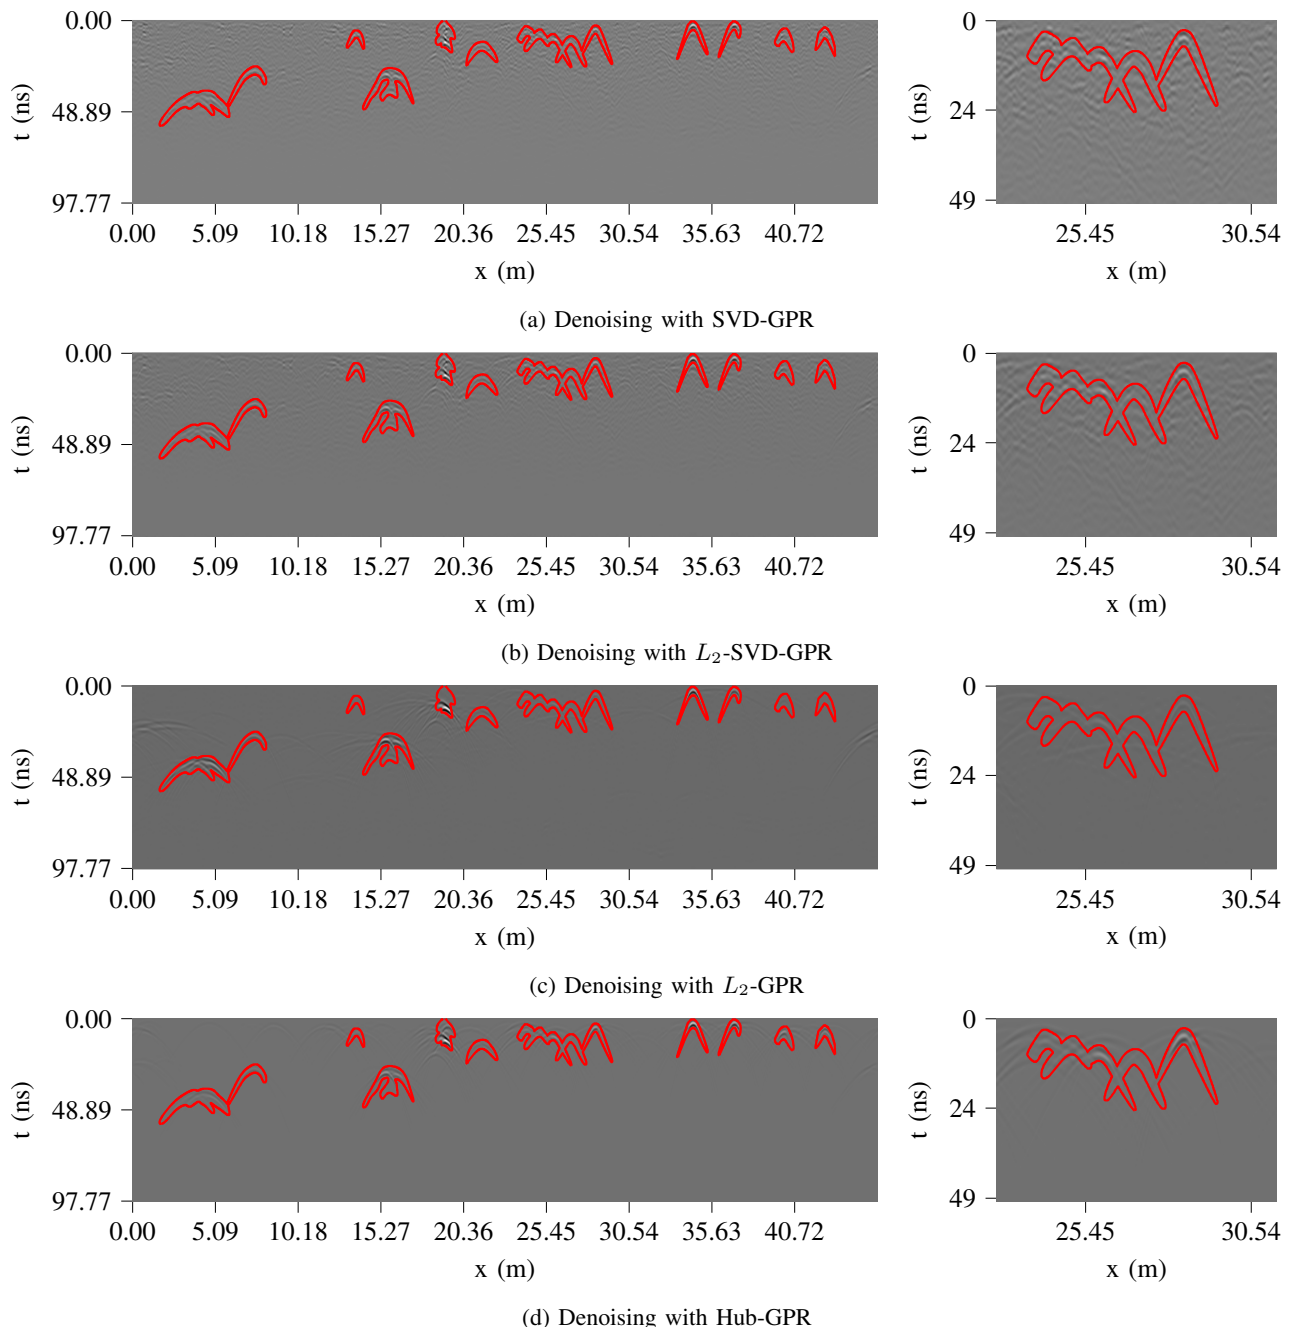 0.00
48.89
97.77
t (ns)
0.00 5.09 10.18 15.27 20.36 25.45 30.54 35.63 40.72
x (m)
0
24
49
t (ns)
25.45 30.54
x (m)
(a) Denoising with SVD-GPR
0.00
48.89
97.77
t (ns)
0.00 5.09 10.18 15.27 20.36 25.45 30.54 35.63 40.72
x (m)
0
24
49
t (ns)
25.45 30.54
x (m)
(b) Denoising with L₂-SVD-GPR
0.00
48.89
97.77
t (ns)
0.00 5.09 10.18 15.27 20.36 25.45 30.54 35.63 40.72
x (m)
0
24
49
t (ns)
25.45 30.54
x (m)
(c) Denoising with L₂-GPR
0.00
48.89
97.77
t (ns)
0.00 5.09 10.18 15.27 20.36 25.45 30.54 35.63 40.72
x (m)
0
24
49
t (ns)
25.45 30.54
x (m)
(d) Denoising with Hub-GPR